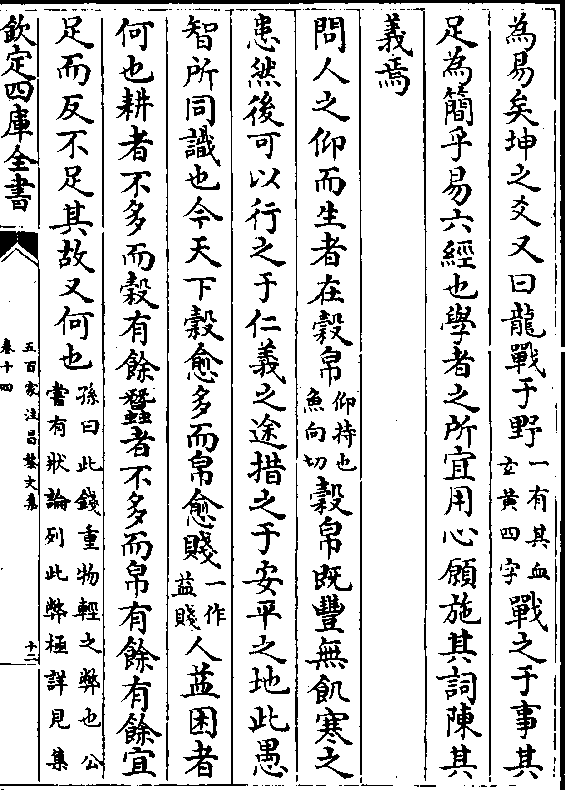 為易矣坤之爻又曰龍戰于野一有其血玄黄四字戰之于事其
足為簡乎易六經也學者之所宜用心願施其詞陳其
義焉
問人之仰而生者在穀帛仰持也魚向切穀帛既豐無飢寒之
患然後可以行之于仁義之途措之于安平之地此愚
智所同識也今天下穀愈多而帛愈賤一作益賤人益困者
何也耕者不多而穀有餘蠶者不多而帛有餘有餘宜
足而反不足其故又何也孫曰此錢重物輕之弊也公嘗有狀論列此弊極詳見集
欽定四庫全書
五百家注昌黎文集
卷十四
十二